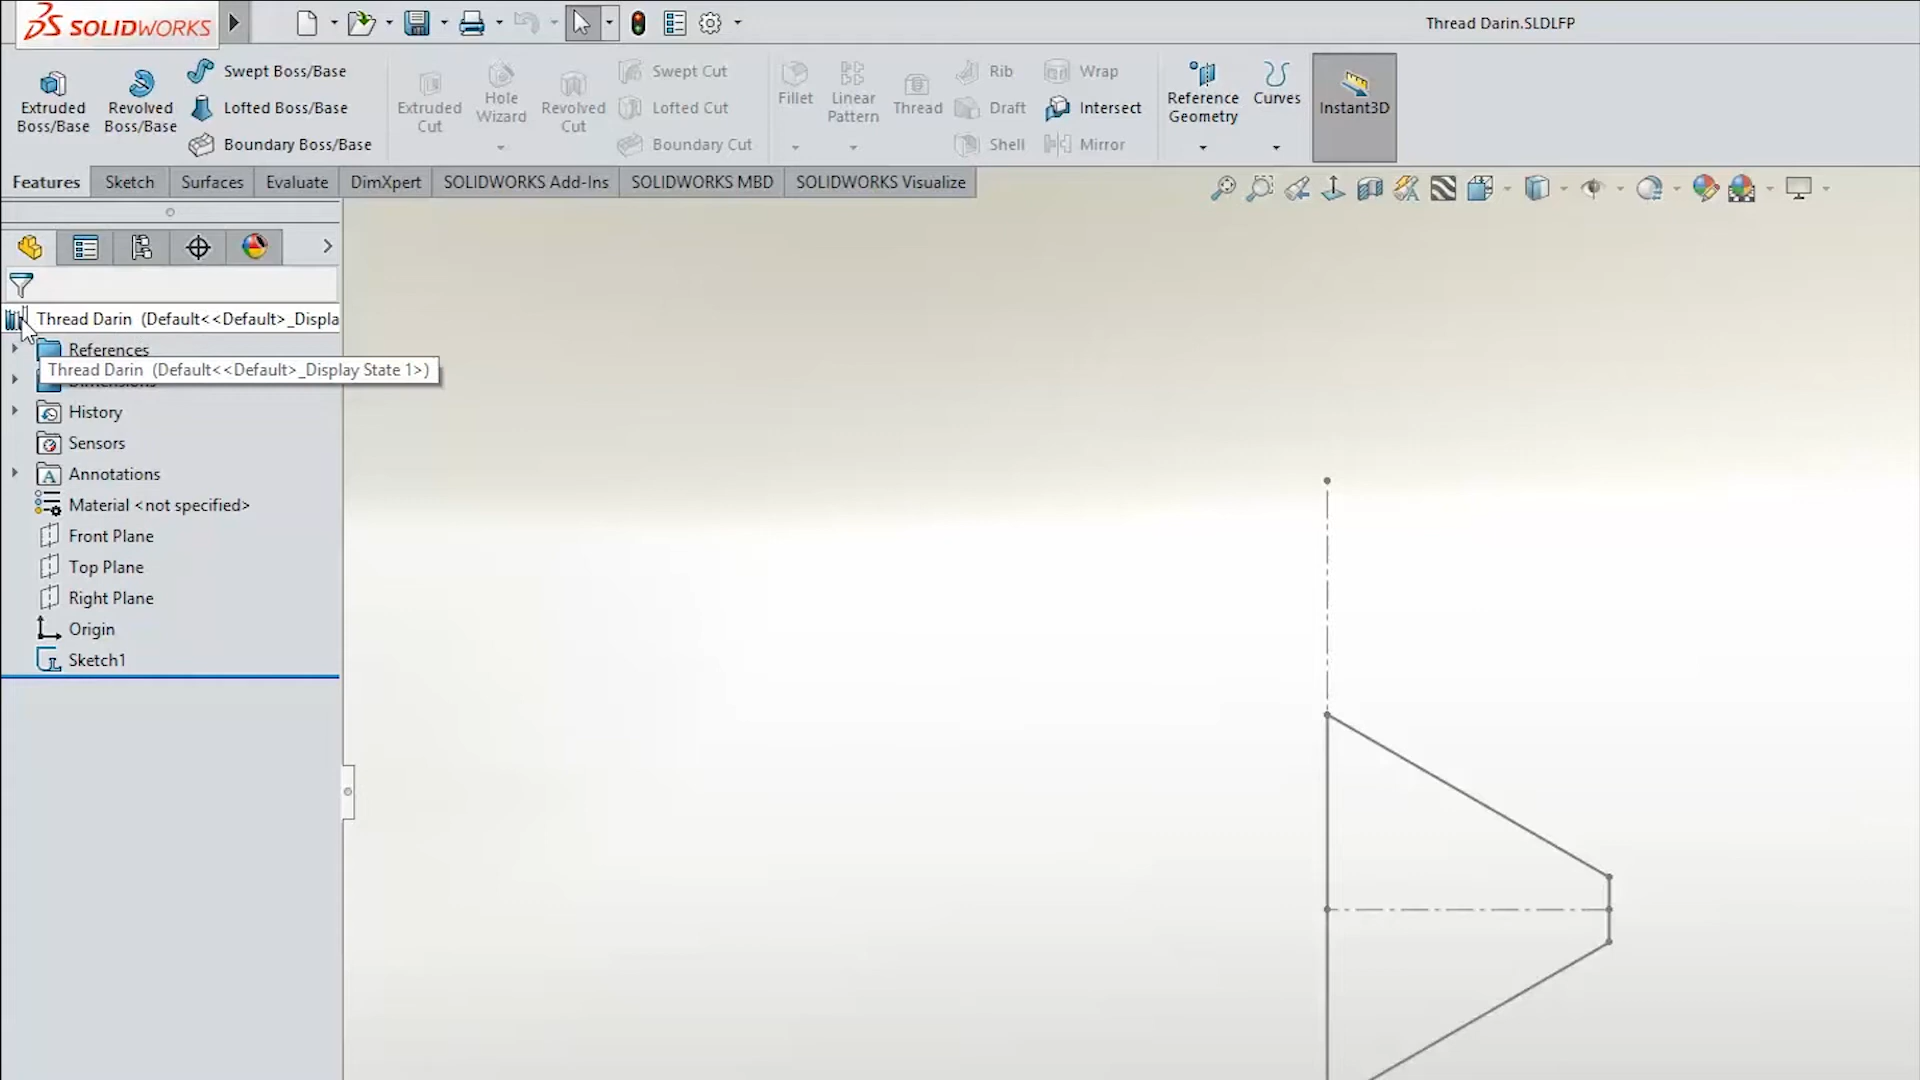 SOLIDWORKS
Thread Darin.SLDLFP
Extruded
Boss/Base
Revolved
Boss/Base
Swept Boss/Base
Lofted Boss/Base
Boundary Boss/Base
Extruded
Cut
Hole
Wizard
Revolved
Cut
Swept Cut
Lofted Cut
Boundary Cut
Fillet
Linear
Pattern
Thread
Rib
Draft
Shell
Wrap
Intersect
Mirror
Reference
Geometry
Curves
Instant3D
Features
Sketch
Surfaces
Evaluate
DimXpert
SOLIDWORKS Add-Ins
SOLIDWORKS MBD
SOLIDWORKS Visualize
Thread Darin (Default<<Default>_Displa
References
Thread Darin (Default<<Default>_Display State 1>)
Dimensions
History
Sensors
Annotations
Material <not specified>
Front Plane
Top Plane
Right Plane
Origin
Sketch1